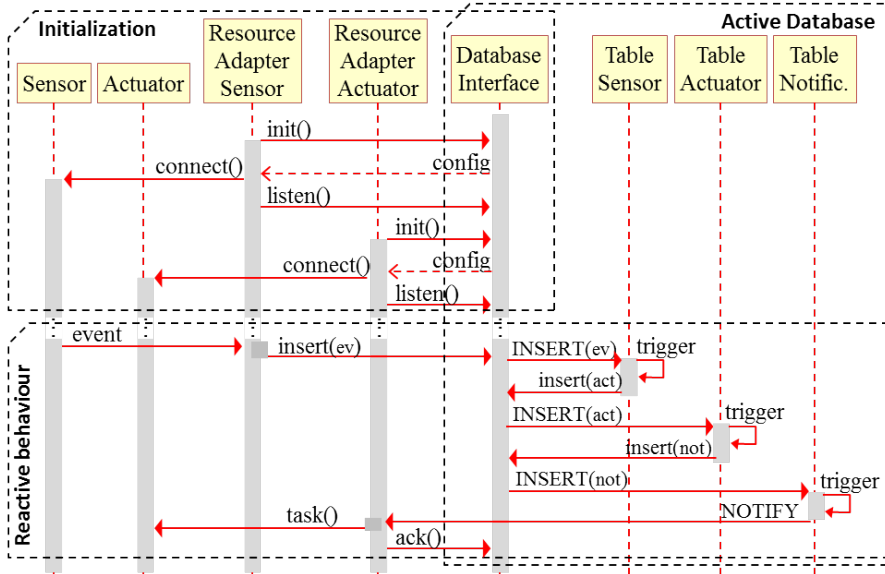 Initialization
Active Database
Sensor
Actuator
Resource
Adapter
Sensor
Resource
Adapter
Actuator
Database
Interface
Table
Sensor
Table
Actuator
Table
Notific.
init()
config
connect()
listen()
init()
config
connect()
listen()
Reactive behaviour
event
insert(ev)
INSERT(ev)
trigger
insert(act)
INSERT(act)
trigger
insert(not)
INSERT(not)
trigger
NOTIFY
task()
ack()